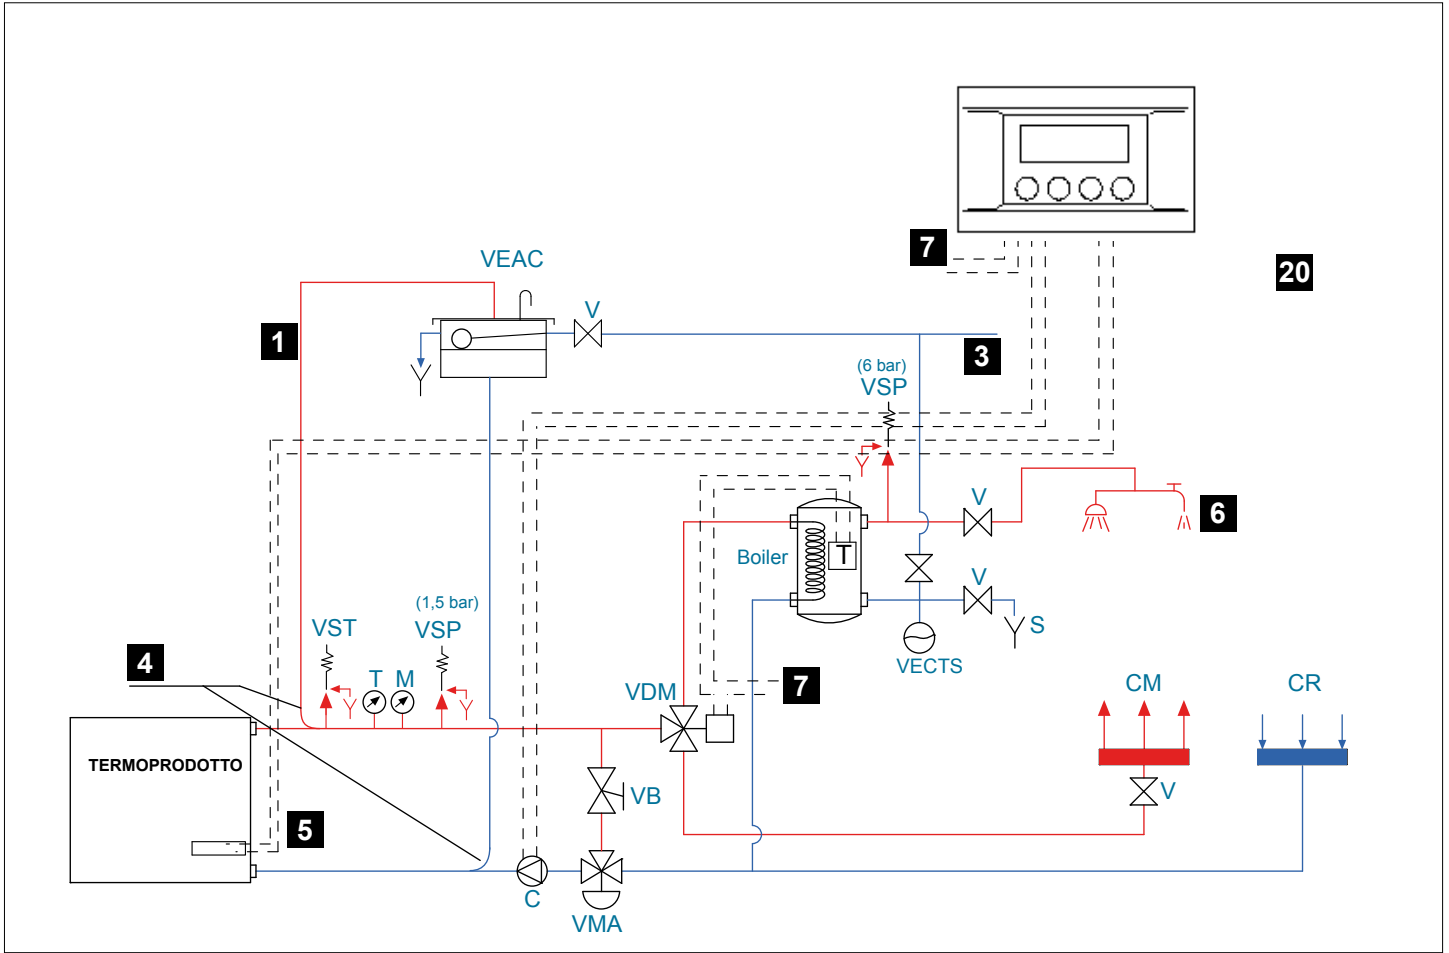 7
20
VEAC
V
1
3
(6 bar)
VSP
V
6
Boiler
T
V
S
(1,5 bar)
VST
VSP
VECTS
4
T
M
7
VDM
CM
CR
TERMOPRODOTTO
VB
V
5
C
VMA